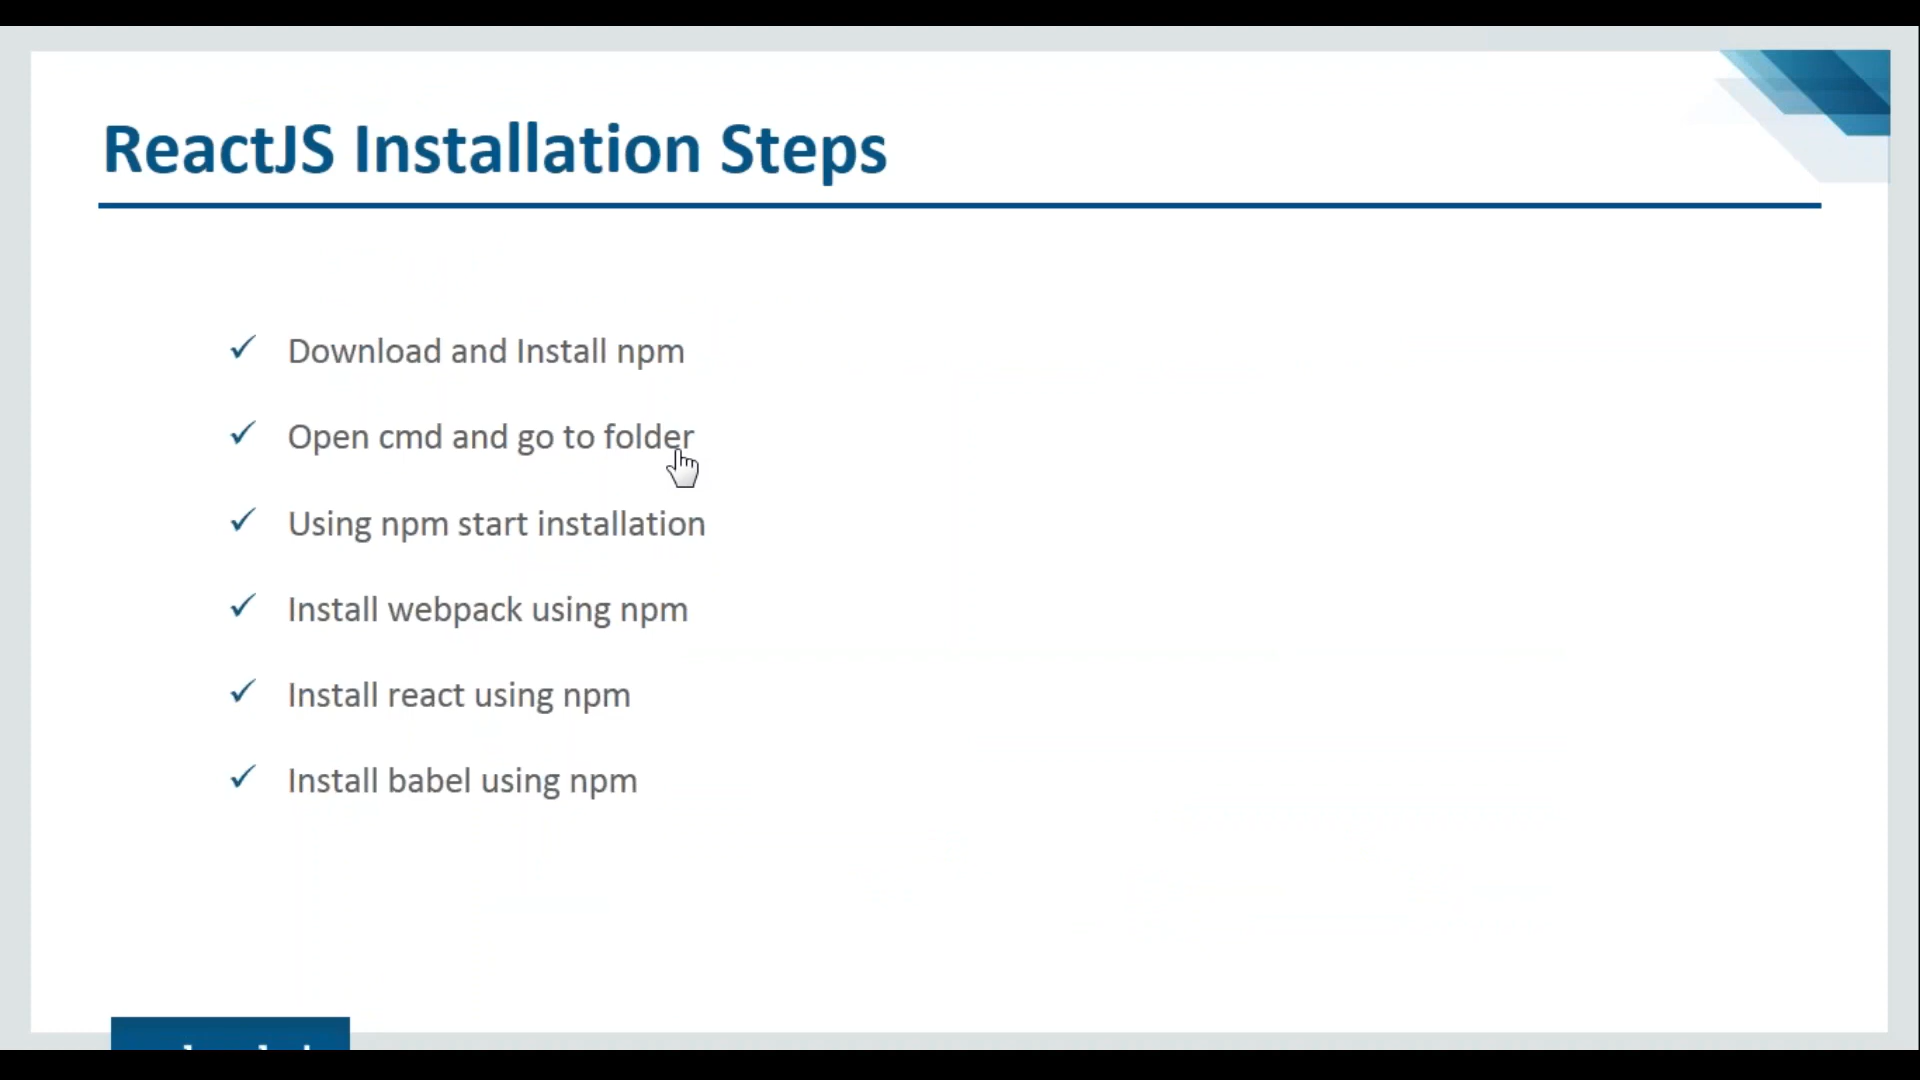 ReactJS Installation Steps
✓ Download and Install npm
✓ Open cmd and go to folder
✓ Using npm start installation
✓ Install webpack using npm
✓ Install react using npm
✓ Install babel using npm